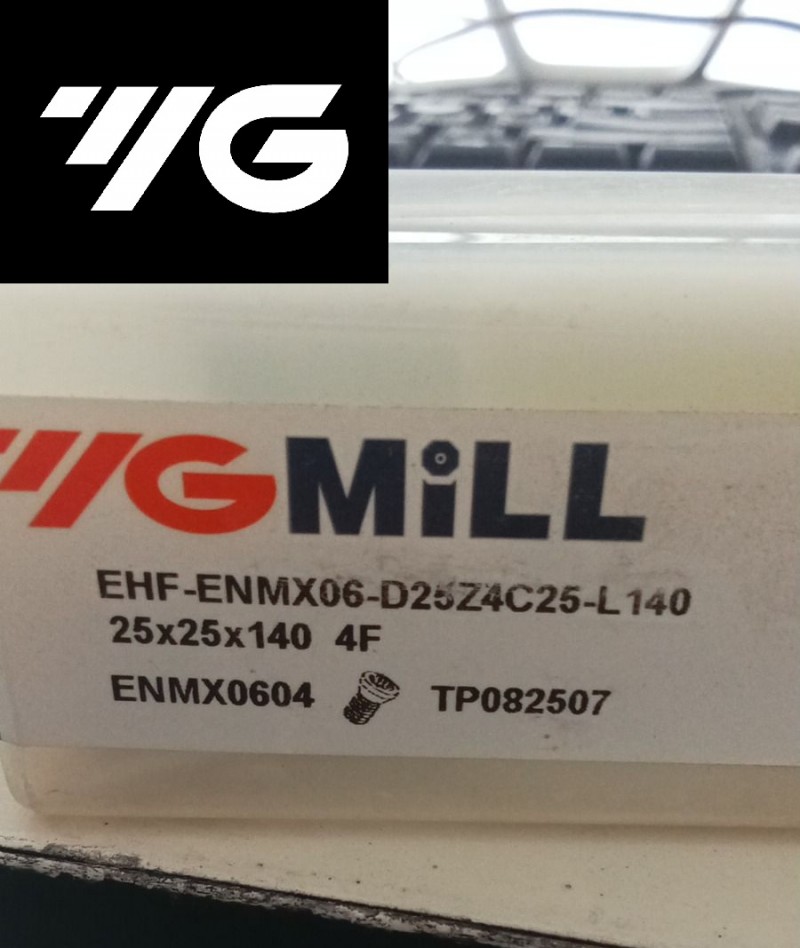 YG
YG MiLL
EHF-ENMX06-D25Z4C25-L140
25x25x140 4F
ENMX0604 TP082507